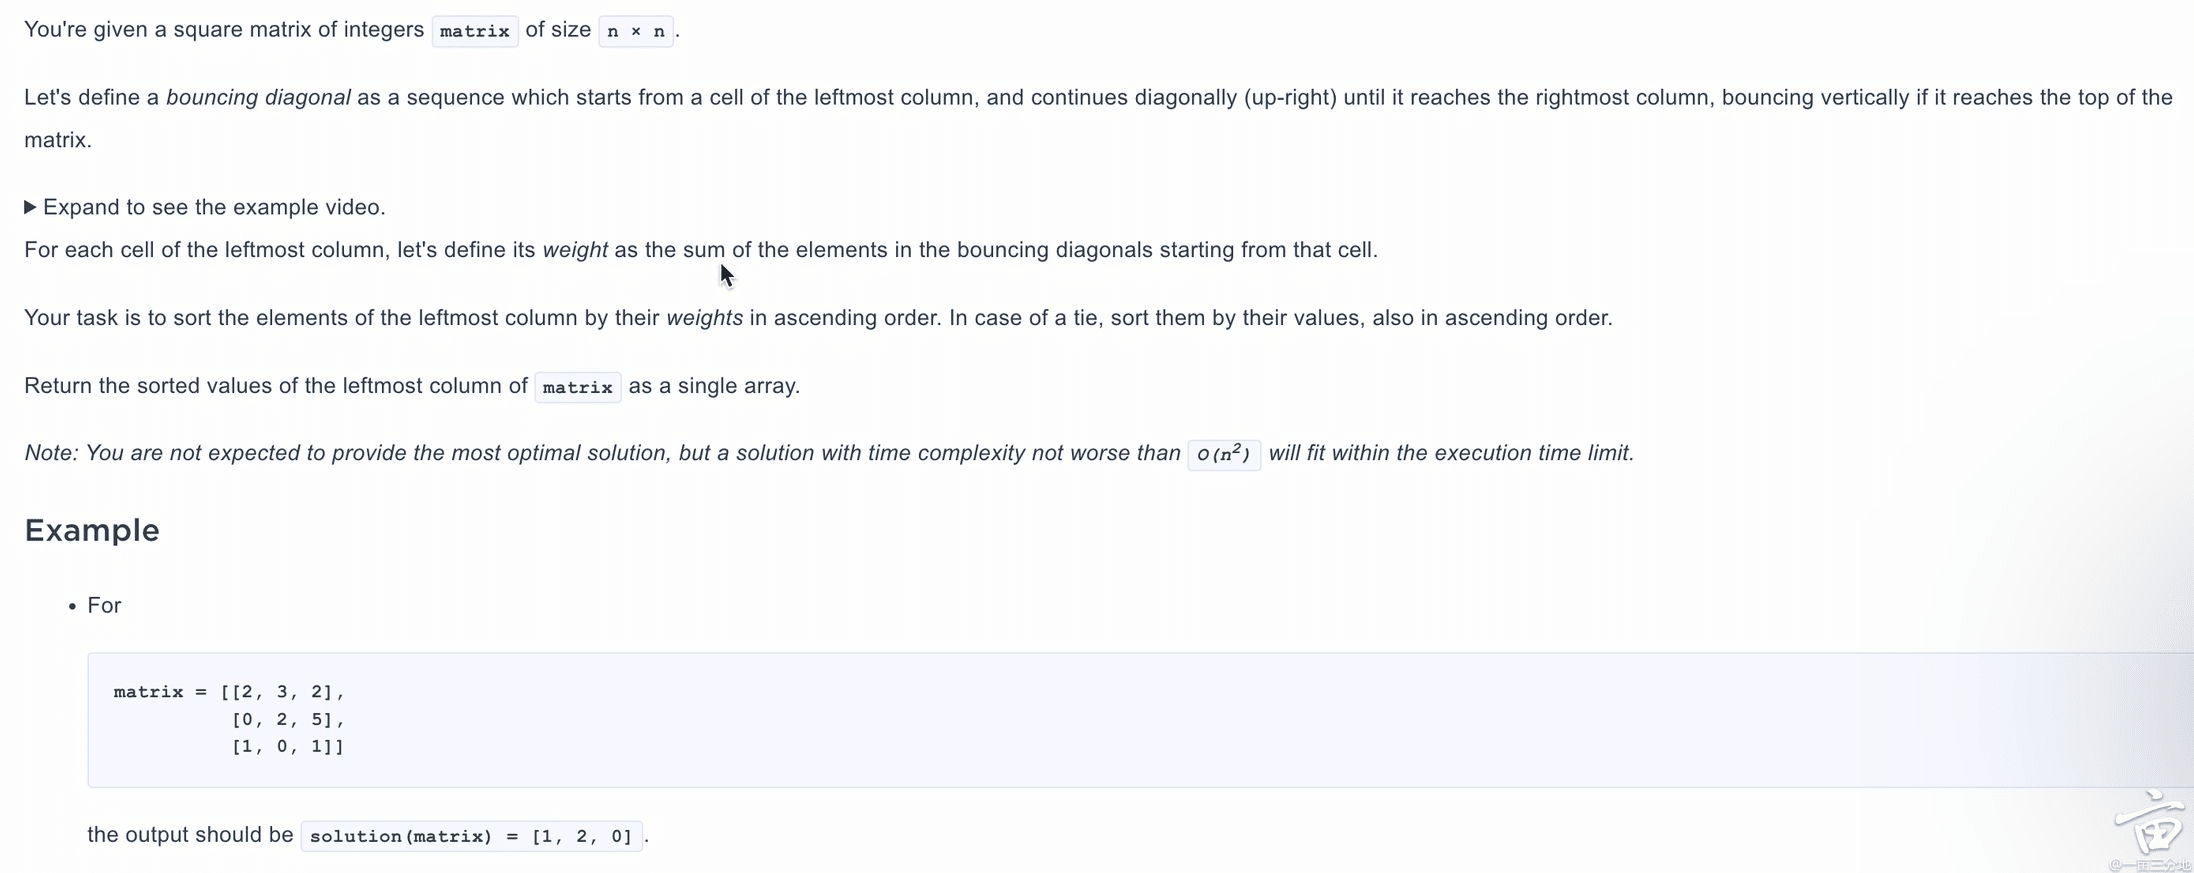 You're given a square matrix of integers matrix of size n × n.
Let's define a bouncing diagonal as a sequence which starts from a cell of the leftmost column, and continues diagonally (up-right) until it reaches the rightmost column, bouncing vertically if it reaches the top of the
matrix.
▶ Expand to see the example video.
For each cell of the leftmost column, let's define its weight as the sum of the elements in the bouncing diagonals starting from that cell.
Your task is to sort the elements of the leftmost column by their weights in ascending order. In case of a tie, sort them by their values, also in ascending order.
Return the sorted values of the leftmost column of matrix as a single array.
Note: You are not expected to provide the most optimal solution, but a solution with time complexity not worse than O(n²) will fit within the execution time limit.
Example
• For
matrix = [[2, 3, 2],
[0, 2, 5],
[1, 0, 1]]
the output should be solution(matrix) = [1, 2, 0].
亩
@一亩三分地